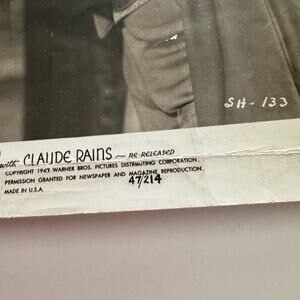 SH-133
with CLAUDE RAINS ~ RE-RELEASED
COPYRIGHT 1947 WARNER BROS. PICTURES DISTRIBUTING CORPORATION.
PERMISSION GRANTED FOR NEWSPAPER AND MAGAZINE REPRODUCTION.
MADE IN U.S.A.
47/214